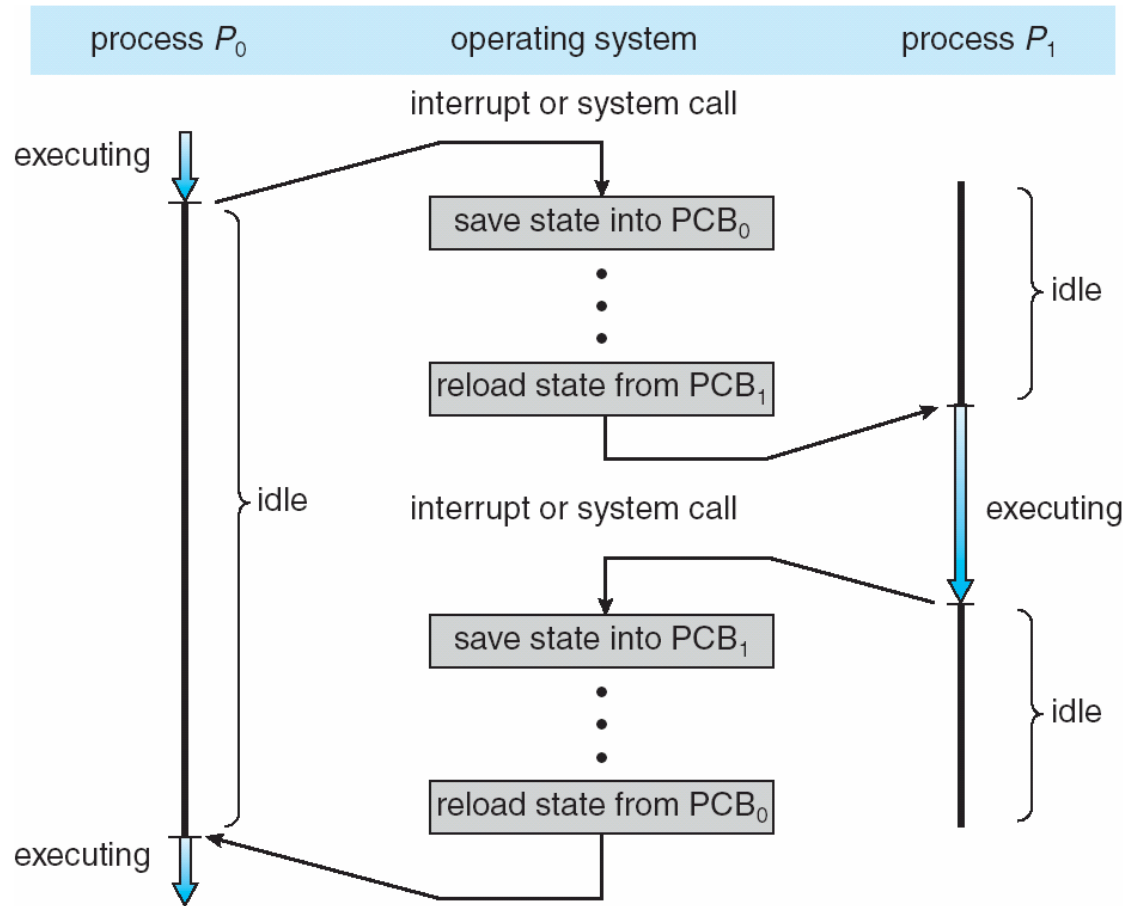 process P₀
operating system
process P₁
interrupt or system call
executing
save state into PCB₀
idle
reload state from PCB₁
idle
interrupt or system call
executing
save state into PCB₁
idle
reload state from PCB₀
executing